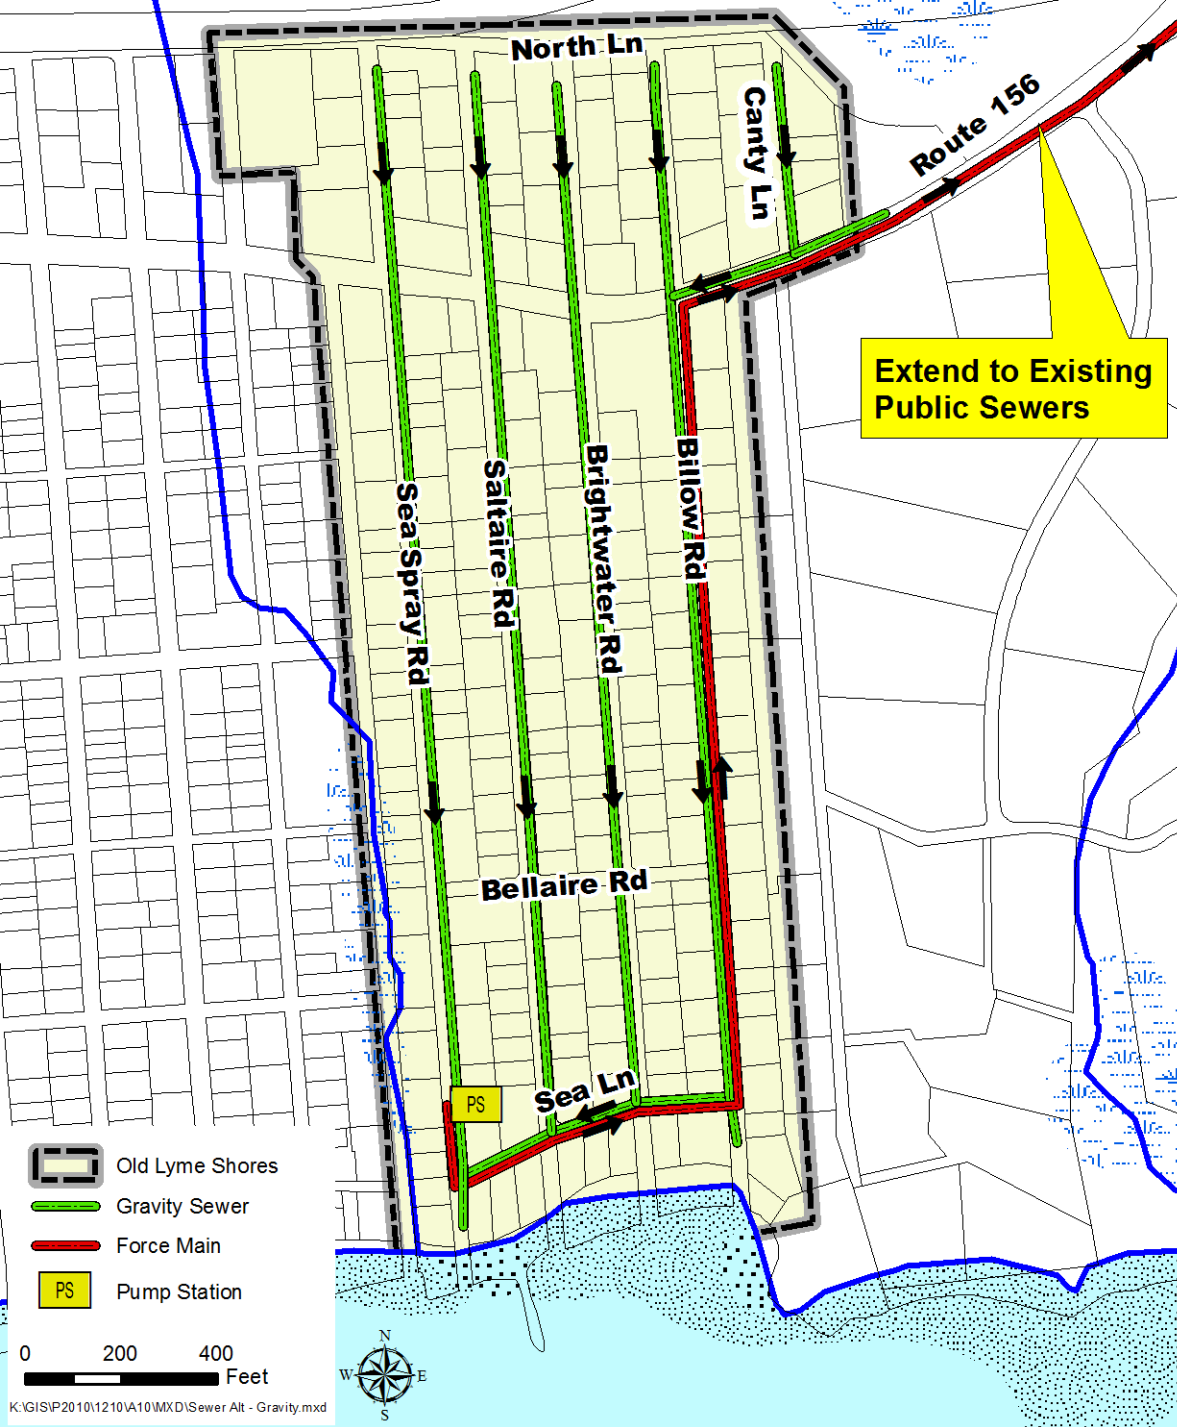 North Ln
Canty Ln
Route 156
Extend to Existing
Public Sewers
Sea Spray Rd
Saltaire Rd
Brightwater Rd
Billow Rd
Bellaire Rd
Sea Ln
PS
Old Lyme Shores
Gravity Sewer
Force Main
PS
Pump Station
0 200 400
Feet
K:\GIS\P2010\1210\A10\MXD\Sewer Alt - Gravity.mxd
N
W E
S